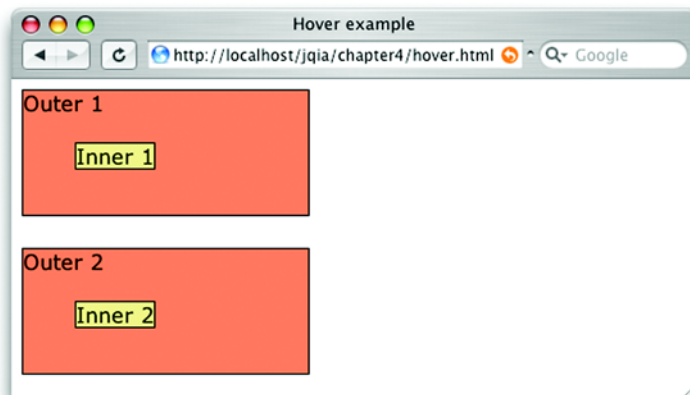 Hover example
http://localhost/jqia/chapter4/hover.html
Google
Outer 1
Inner 1
Outer 2
Inner 2